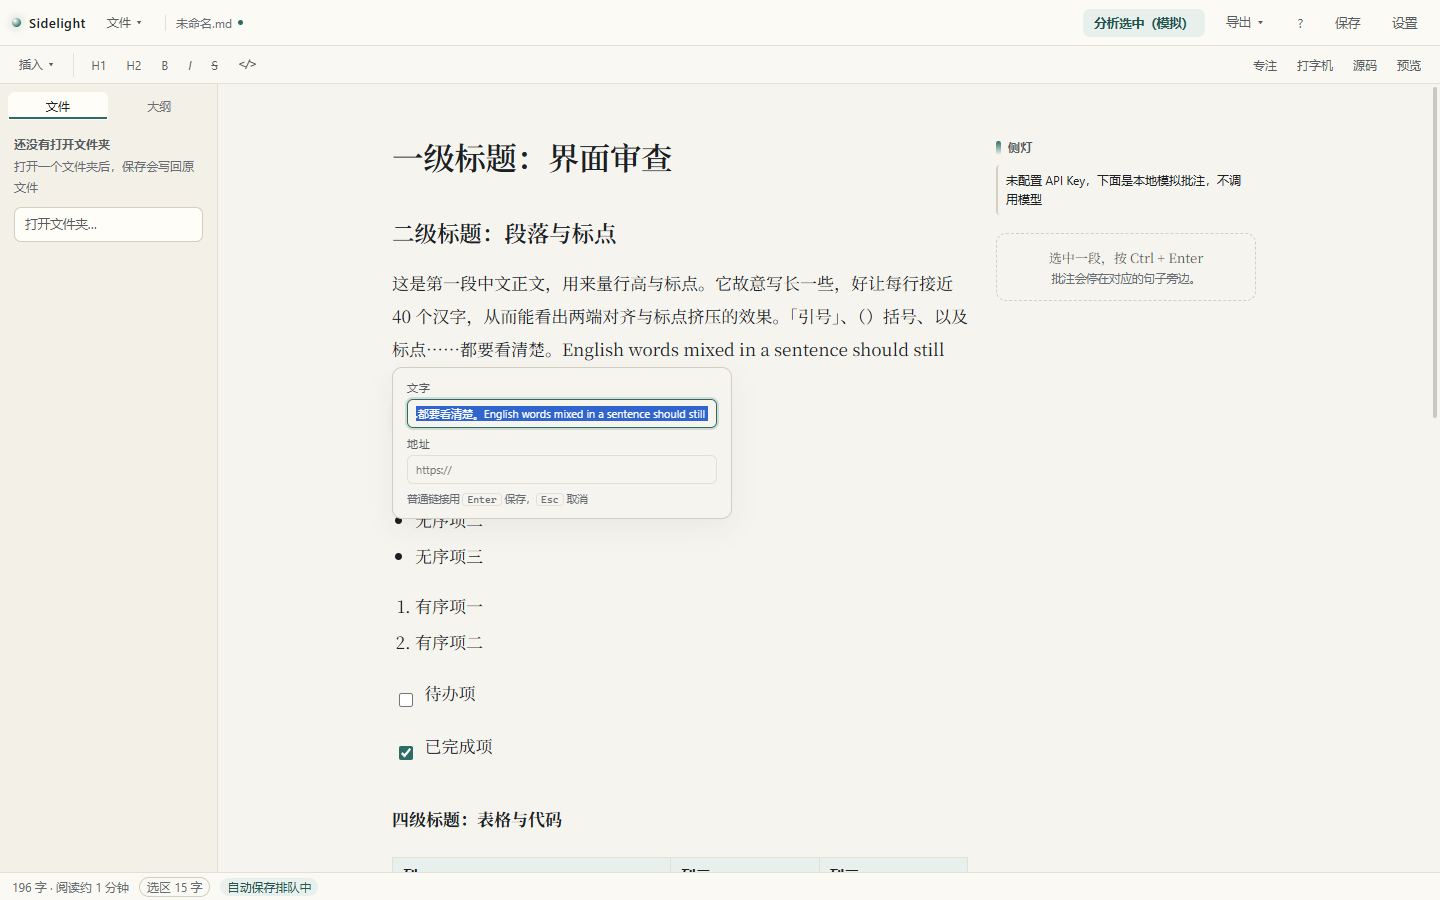 Sidelight 文件 未命名.md 分析选中（模拟） 导出 ? 保存 设置
插入 H1 H2 B I S </> 专注 打字机 源码 预览
文件 大纲
还没有打开文件夹
打开一个文件夹后，保存会写回原
文件
打开文件夹...
一级标题：界面审查
二级标题：段落与标点
这是第一段中文正文，用来量行高与标点。它故意写长一些，好让每行接近
40 个汉字，从而能看出两端对齐与标点挤压的效果。「引号」、（）括号、以及
标点……都要看清楚。English words mixed in a sentence should still
文字
都要看清楚。English words mixed in a sentence should still
地址
https://
普通链接用 Enter 保存，Esc 取消
无序项二
无序项三
1. 有序项一
2. 有序项二
待办项
已完成项
四级标题：表格与代码
侧灯
未配置 API Key，下面是本地模拟批注，不调
用模型
选中一段，按 Ctrl + Enter
批注会停在对应的句子旁边。
196 字 · 阅读约 1 分钟 选区 15 字 自动保存排队中